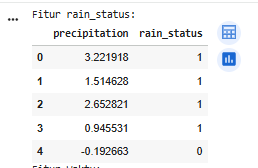 Fitur rain_status:
precipitation rain_status
0 3.221918 1
1 1.514628 1
2 2.652821 1
3 0.945531 1
4 -0.192663 0